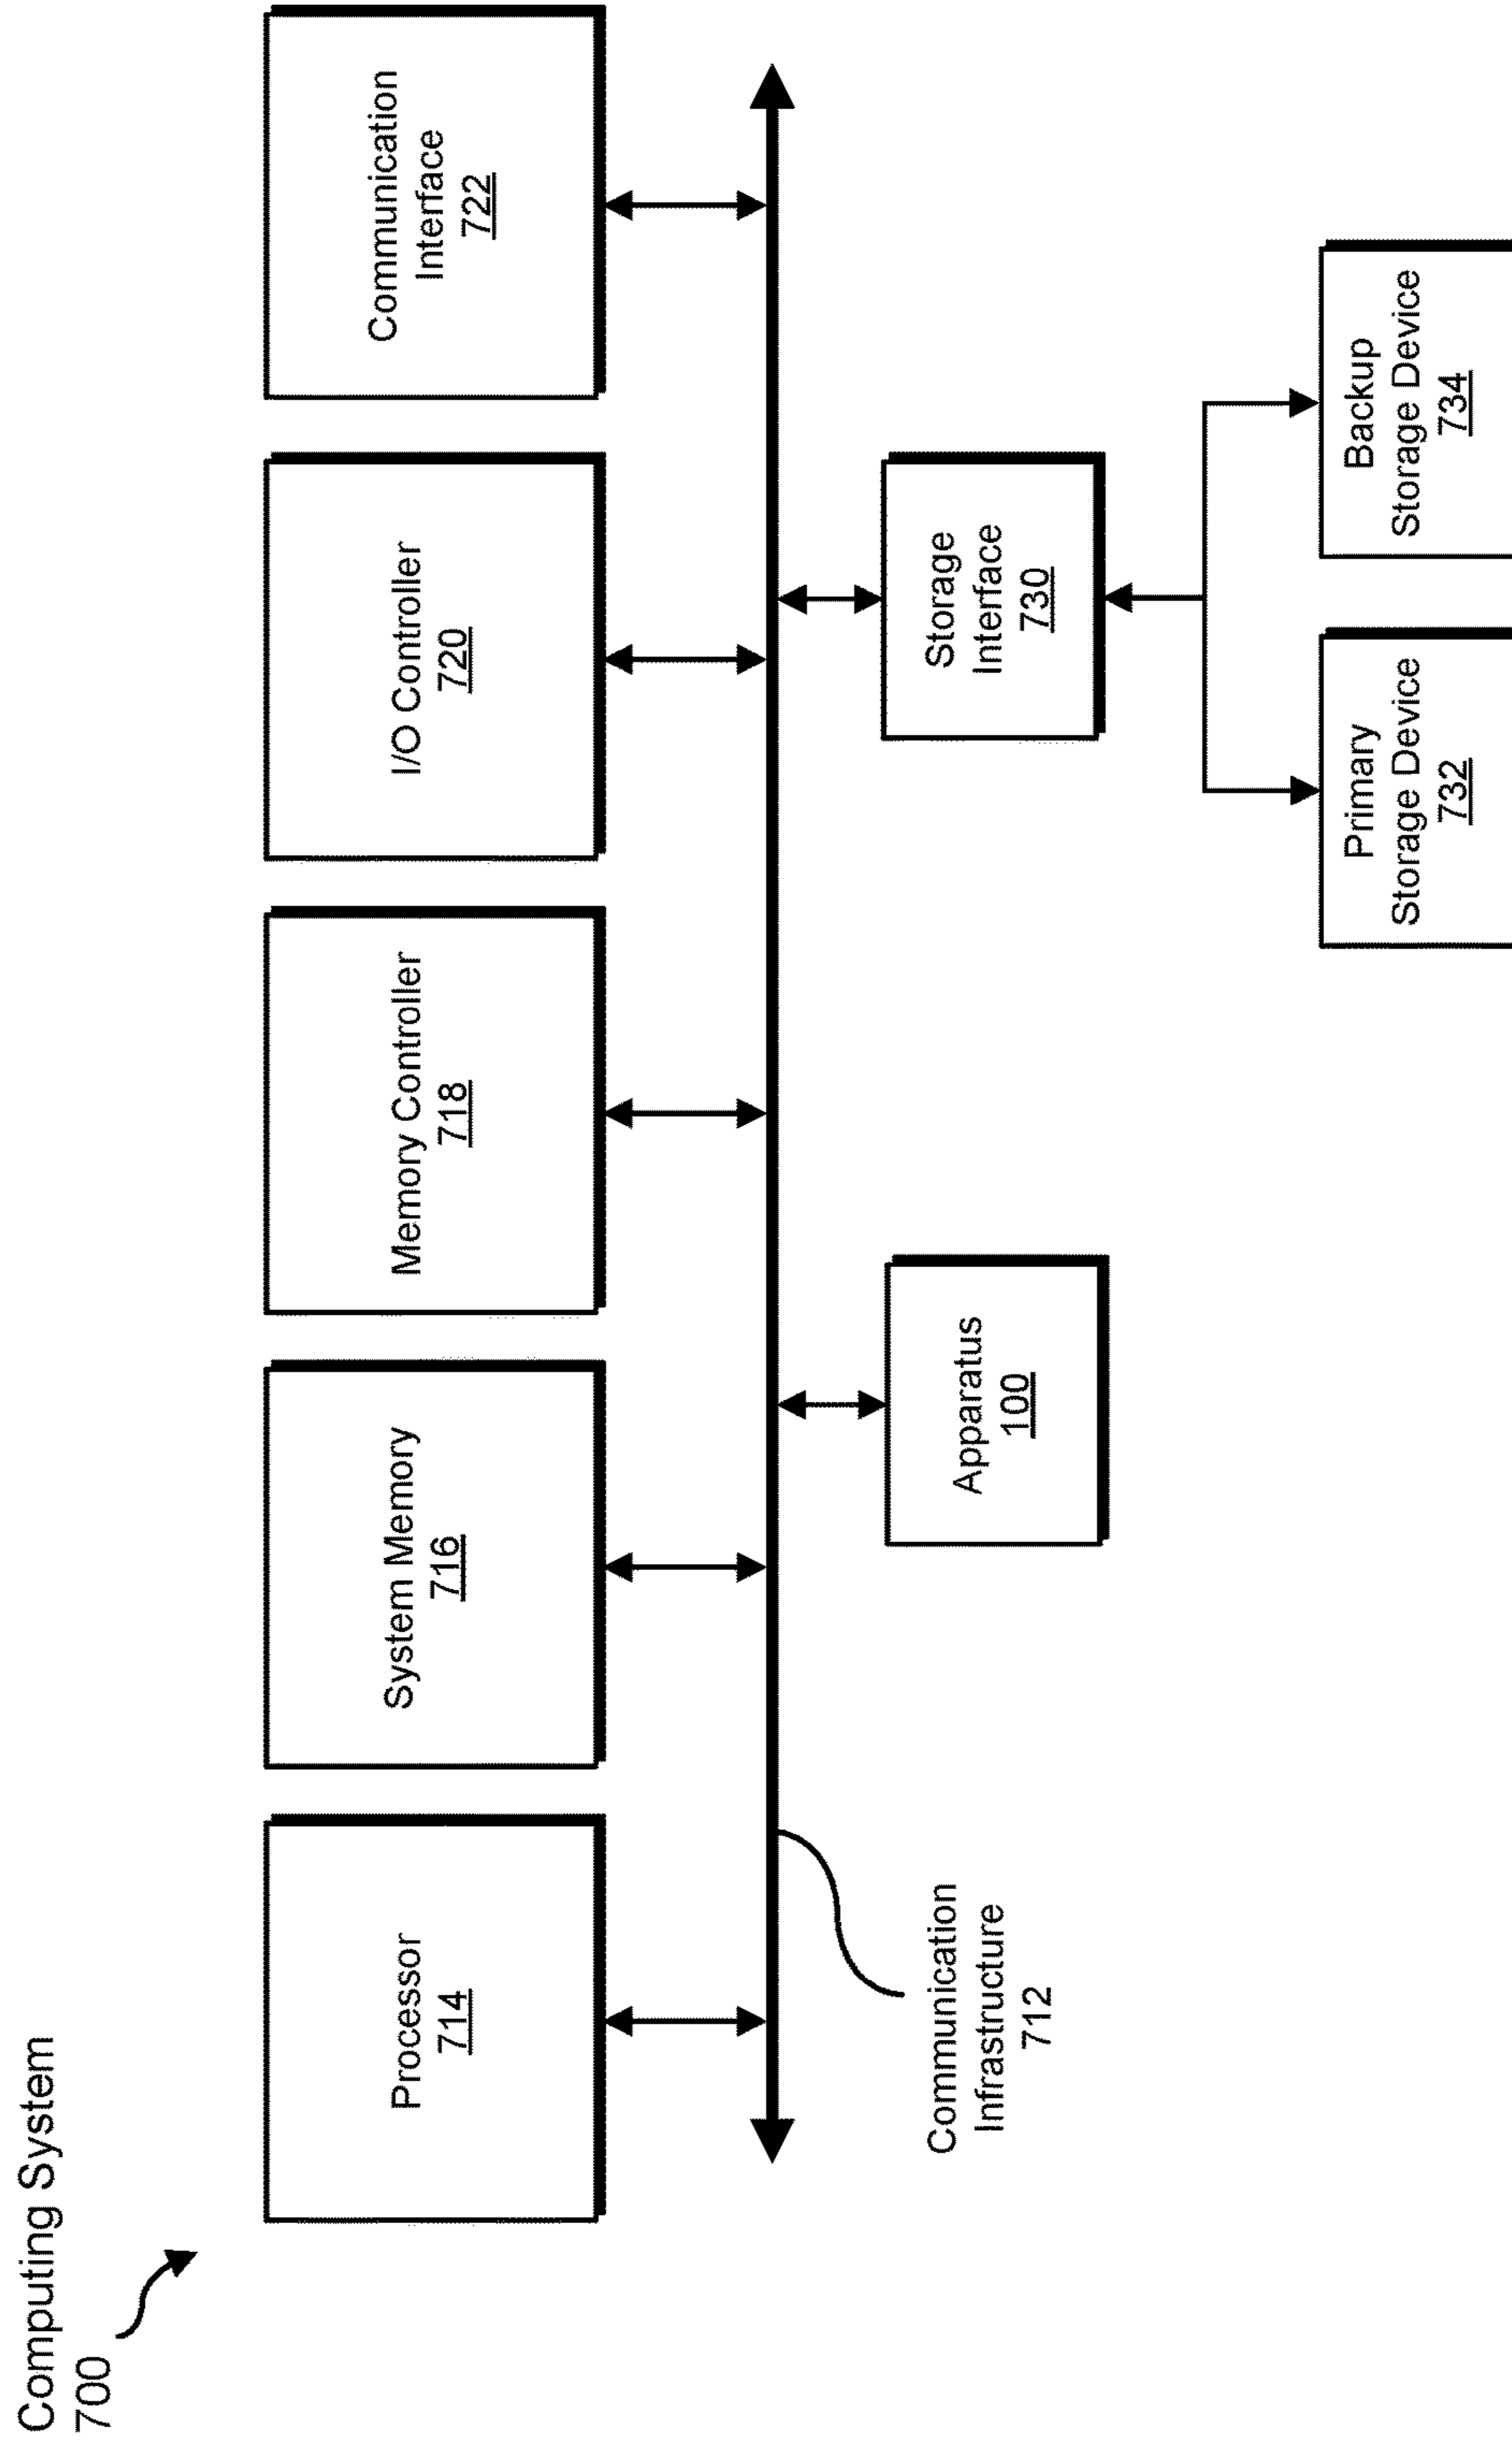 Computing System
700
Processor
714
System Memory
716
Memory Controller
718
I/O Controller
720
Communication
Interface
722
Communication
Infrastructure
712
Apparatus
100
Storage
Interface
730
Primary
Storage Device
732
Backup
Storage Device
734